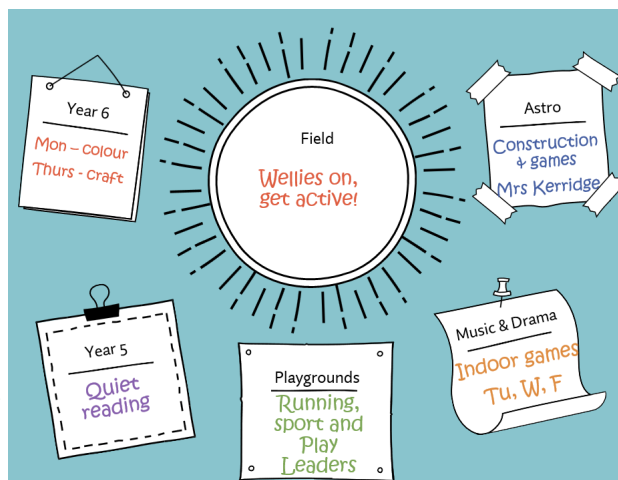 Year 6
Mon – colour
Thurs - craft
Field
Wellies on,
get active!
Astro
Construction
& games
Mrs Kerridge
Year 5
Quiet
reading
Playgrounds
Running,
sport and
Play
Leaders
Music & Drama
Indoor games
Tu, W, F